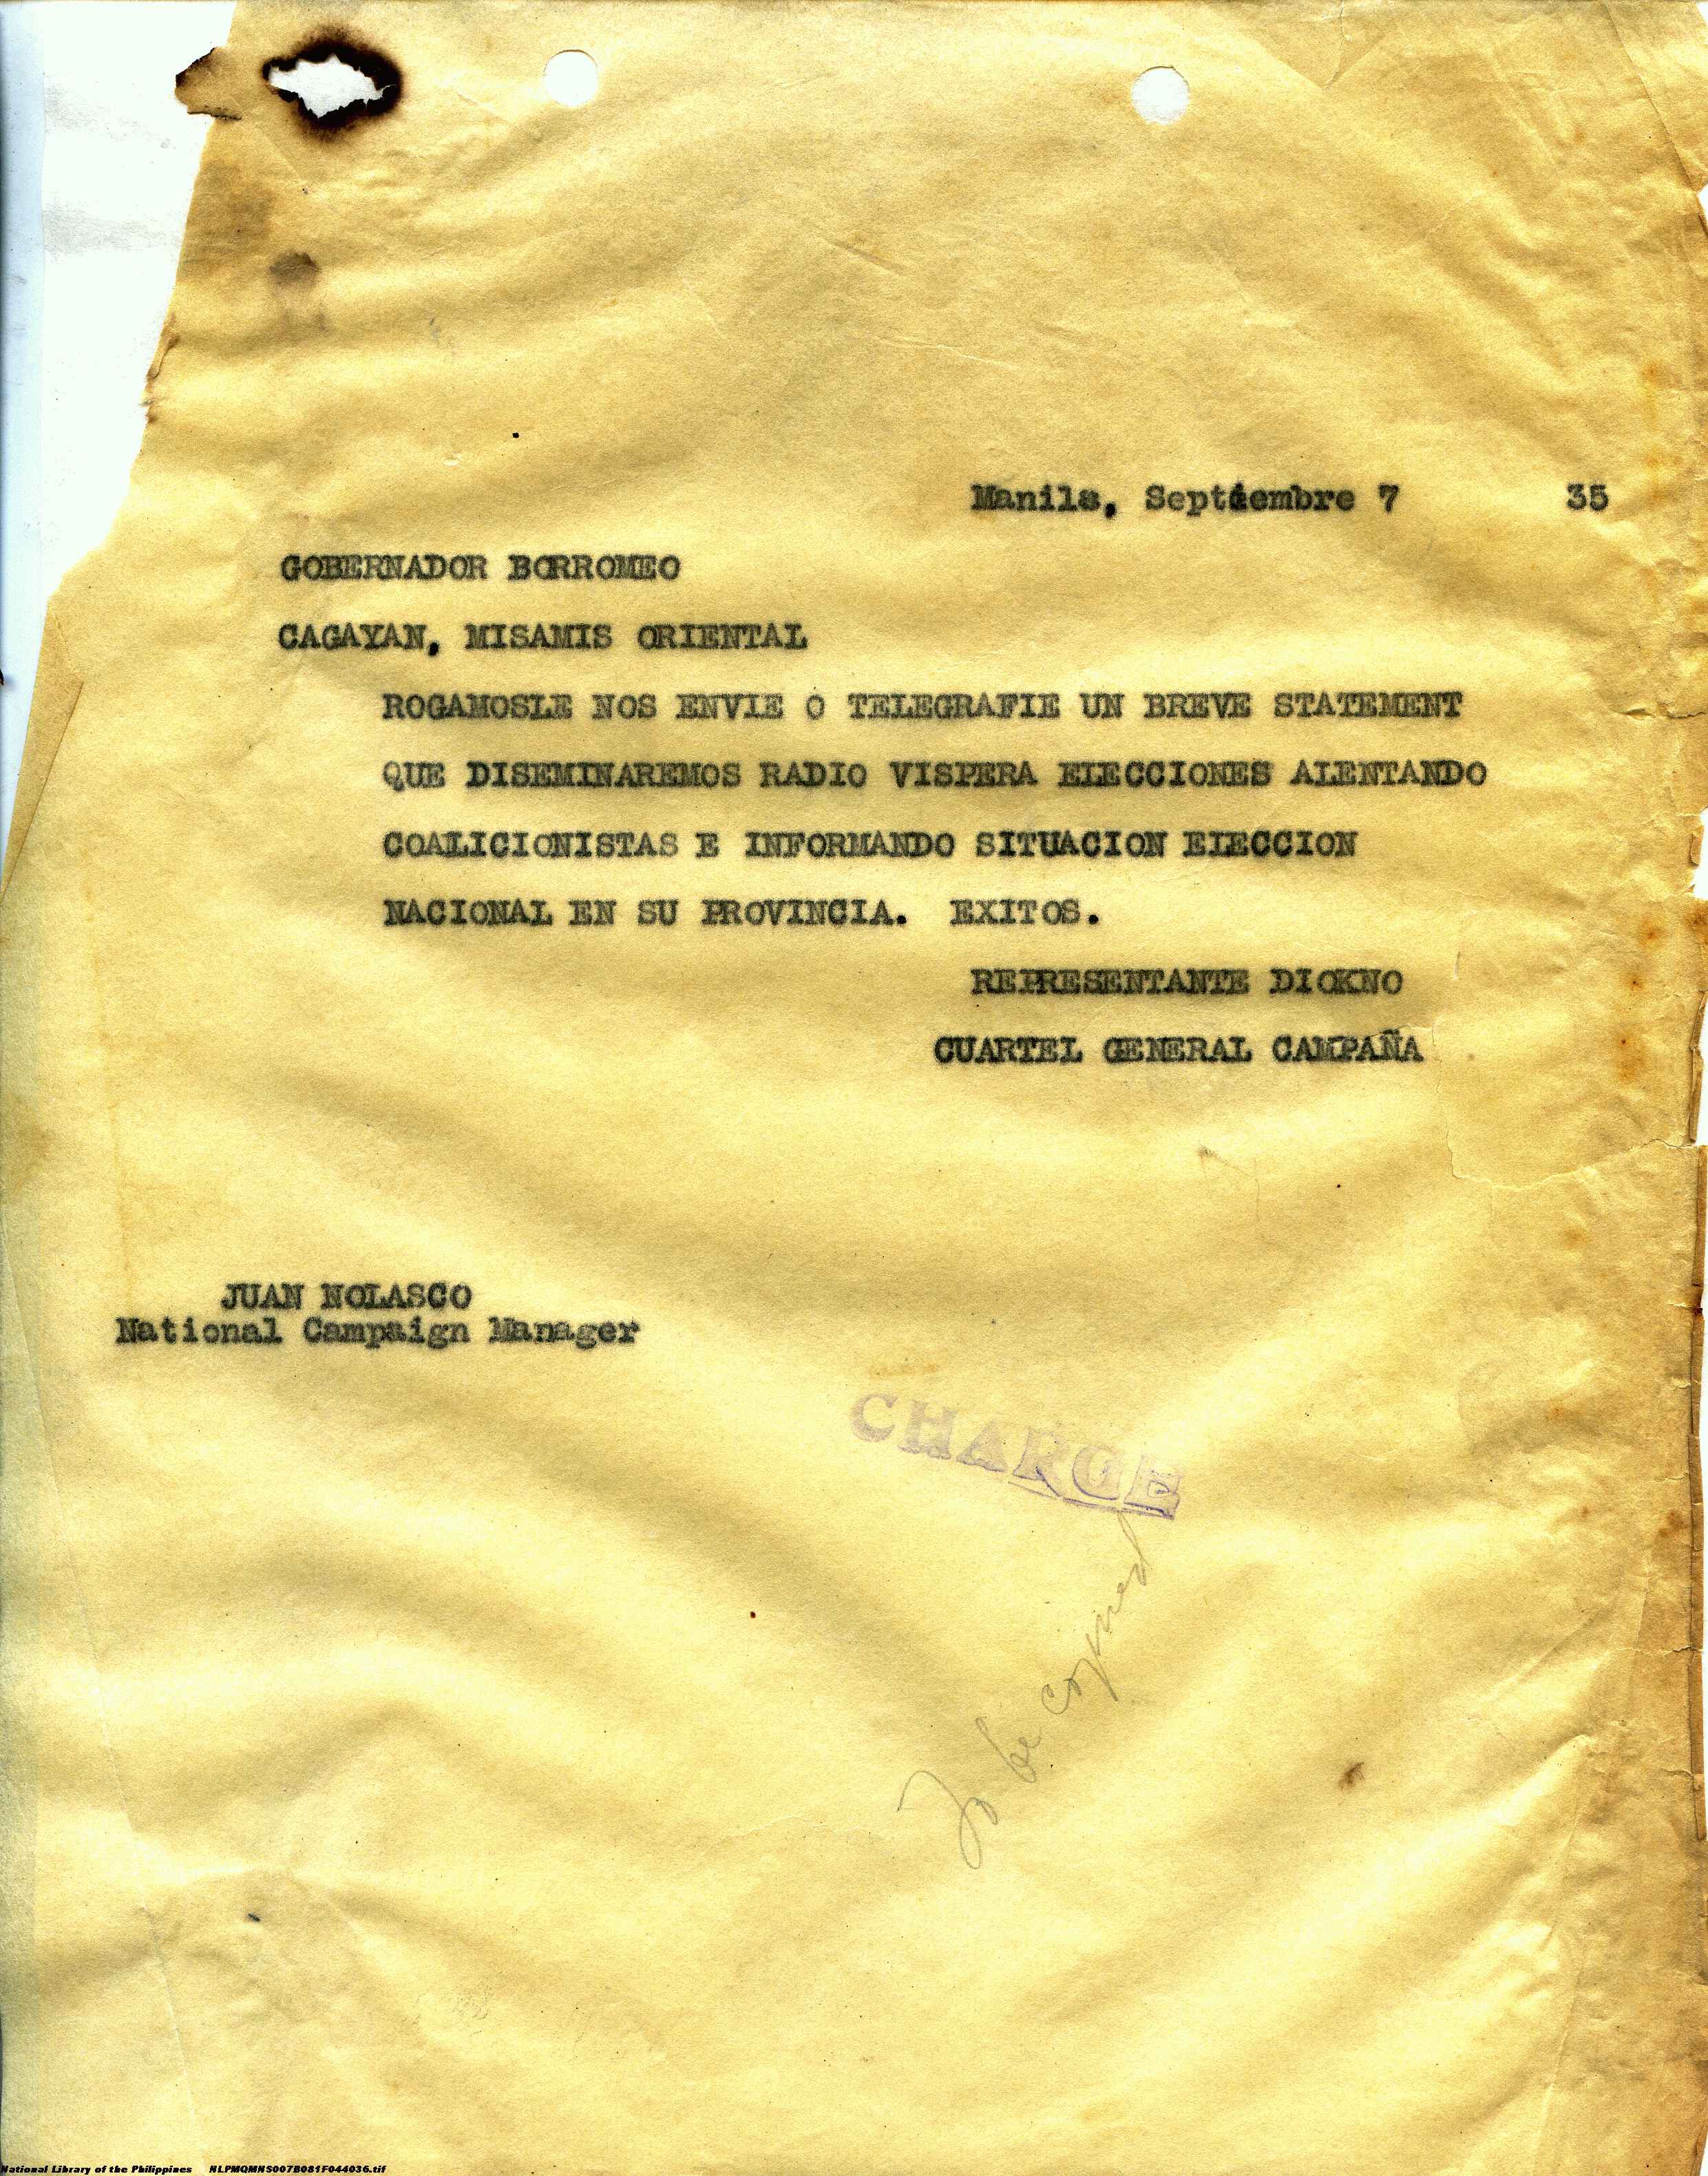 Manila, Septiembre 7 35
GOBERNADOR BORROMEO
CAGAYAN, MISAMIS ORIENTAL
ROGAMOSLE NOS ENVIE O TELEGRAFIE UN BREVE STATEMENT
QUE DISEMINAREMOS RADIO VISPERA ELECCIONES ALENTANDO
COALICIONISTAS E INFORMANDO SITUACION ELECCION
NACIONAL EN SU PROVINCIA. EXITOS.
REPRESENTANTE DIOKNO
CUARTEL GENERAL CAMPAÑA
JUAN NOLASCO
National Campaign Manager
CHARGE
To be copied
National Library of the Philippines NLPMQMNS007B081F044036.tif